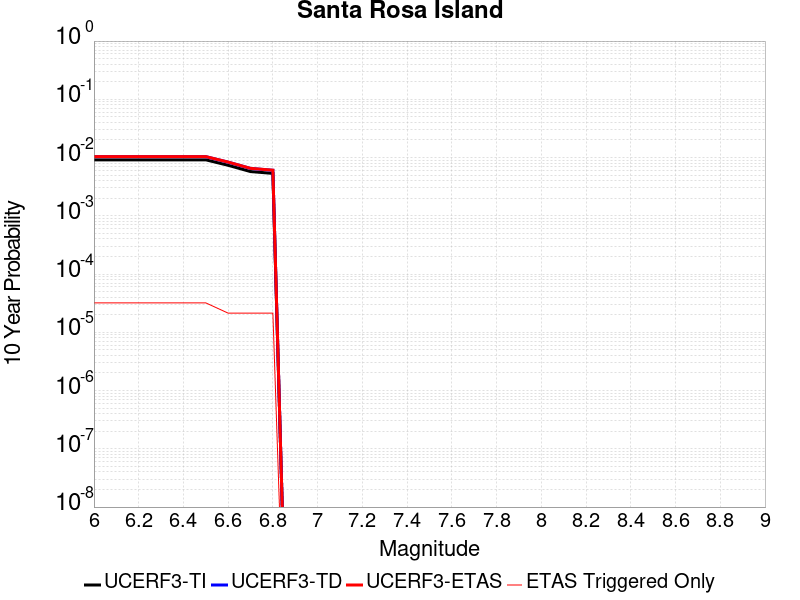 Santa Rosa Island
10^0
10^-1
10^-2
10^-3
10^-4
10^-5
10^-6
10^-7
10^-8
10 Year Probability
6 6.2 6.4 6.6 6.8 7 7.2 7.4 7.6 7.8 8 8.2 8.4 8.6 8.8 9
Magnitude
UCERF3-TI UCERF3-TD UCERF3-ETAS ETAS Triggered Only